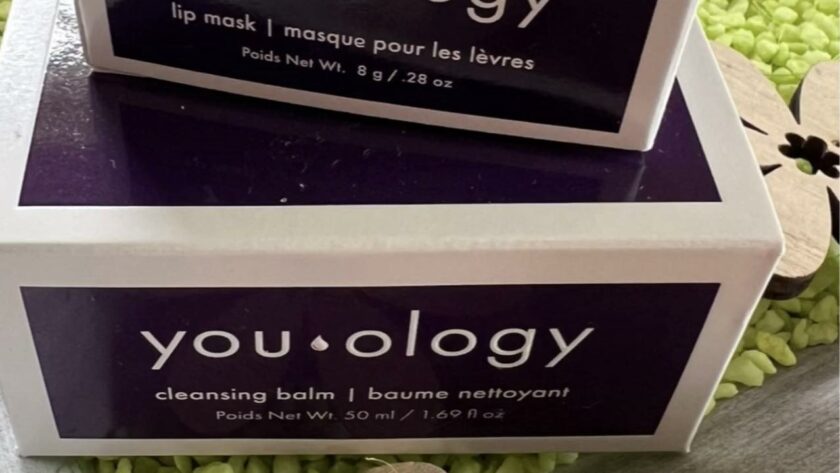 ology
lip mask | masque pour les lèvres
Poids Net Wt. 8 g / .28 oz
you·ology
cleansing balm | baume nettoyant
Poids Net Wt. 50 ml / 1.69 fl oz